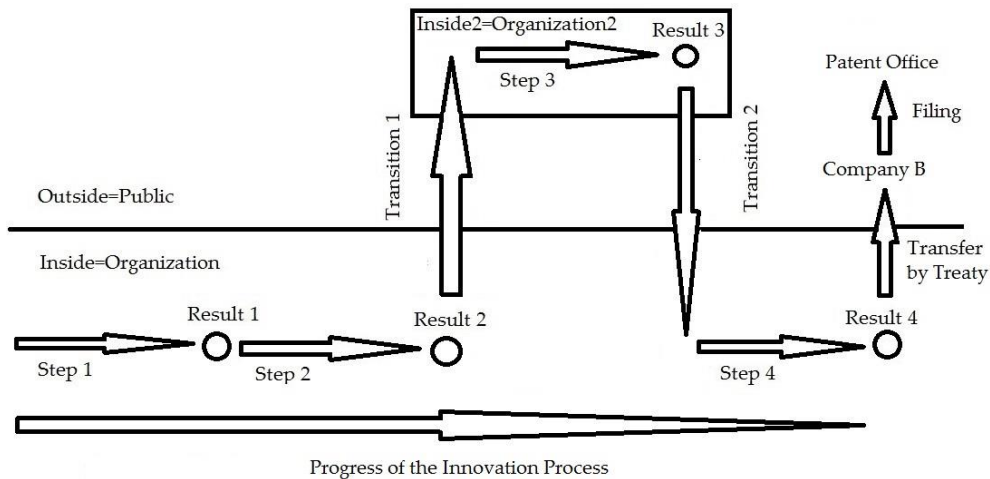 Inside2=Organization2
Result 3
Step 3
Patent Office
Filing
Transition 1
Transition 2
Company B
Outside=Public
Inside=Organization
Transfer
by Treaty
Result 1
Result 2
Result 4
Step 1
Step 2
Step 4
Progress of the Innovation Process